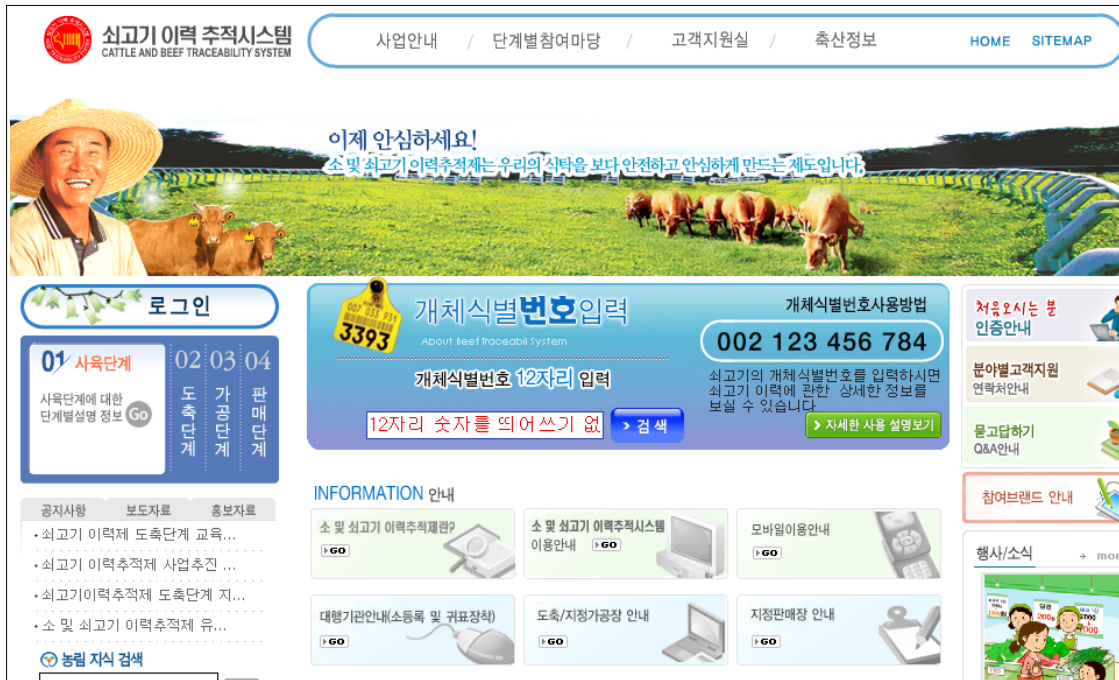 쇠고기 이력 추적시스템
CATTLE AND BEEF TRACEABILITY SYSTEM
사업안내 / 단계별참여마당 / 고객지원실 / 축산정보
HOME SITEMAP
이제 안심하세요!
소 및 쇠고기 이력추적제는 우리의 식탁을 보다 안전하고 안심하게 만드는 제도입니다.
로그인
01 사육단계
사육단계에 대한
단계별설명 정보 Go
02 도축단계
03 가공단계
04 판매단계
3393
개체식별번호입력
About Beef Traceabil System
개체식별번호 12자리 입력
12자리 숫자를 띄어쓰기 없
검색
개체식별번호사용방법
002 123 456 784
쇠고기의 개체식별번호를 입력하시면
쇠고기 이력에 관한 상세한 정보를
보실 수 있습니다
자세한 사용 설명보기
처음오시는 분
인증안내
분야별고객지원
연락처안내
묻고답하기
Q&A안내
참여브랜드 안내
공지사항 보도자료 홍보자료
쇠고기 이력제 도축단계 교육...
쇠고기 이력추적제 사업추진 ...
쇠고기이력추적제 도축단계 지...
소 및 쇠고기 이력추적제 유...
농림 지식 검색
INFORMATION 안내
소 및 쇠고기 이력추적제란?
GO
소 및 쇠고기 이력추적시스템
이용안내 GO
모바일이용안내
GO
대행기관안내(소등록 및 귀표장착)
GO
도축/지정가공장 안내
GO
지정판매장 안내
GO
행사/소식